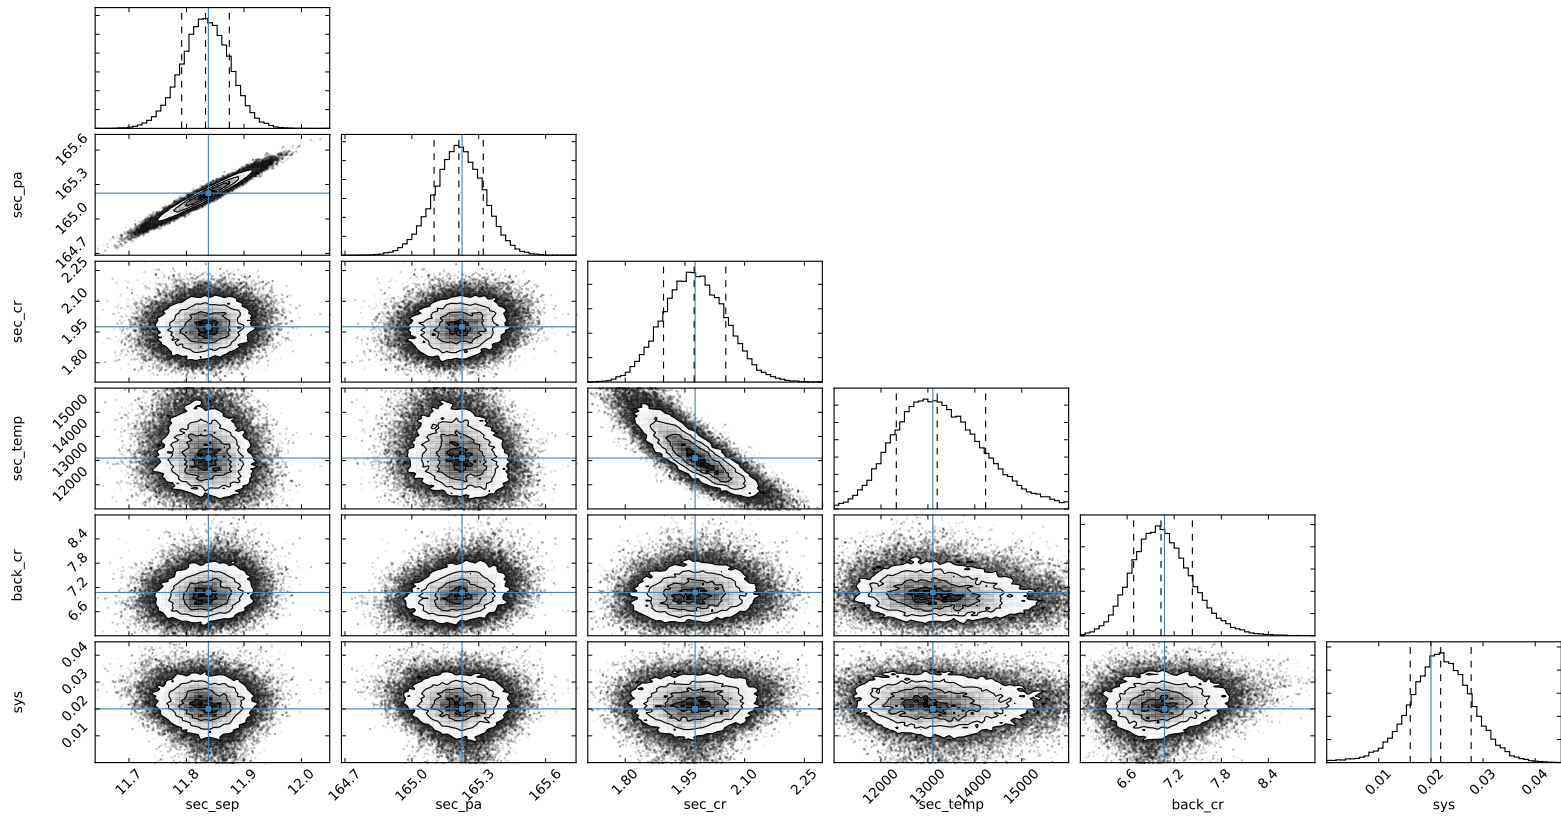 165.6
165.3
165.0
164.7
sec_pa
2.25
2.10
1.95
1.80
sec_cr
15000
14000
13000
12000
sec_temp
8.4
7.8
7.2
6.6
back_cr
0.04
0.03
0.02
0.01
sys
11.7 11.8 11.9 12.0 164.7 165.0 165.3 165.6 1.80 1.95 2.10 2.25 12000 13000 14000 15000 6.6 7.2 7.8 8.4 0.01 0.02 0.03 0.04
sec_sep sec_pa sec_cr sec_temp back_cr sys